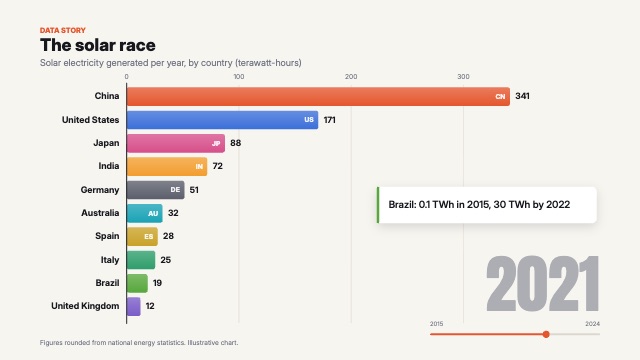 DATA STORY
The solar race
Solar electricity generated per year, by country (terawatt-hours)
0 100 200 300
China CN 341
United States US 171
Japan JP 88
India IN 72
Germany DE 51
Australia AU 32
Spain ES 28
Italy 25
Brazil 19
United Kingdom 12
Brazil: 0.1 TWh in 2015, 30 TWh by 2022
2021
2015 2024
Figures rounded from national energy statistics. Illustrative chart.